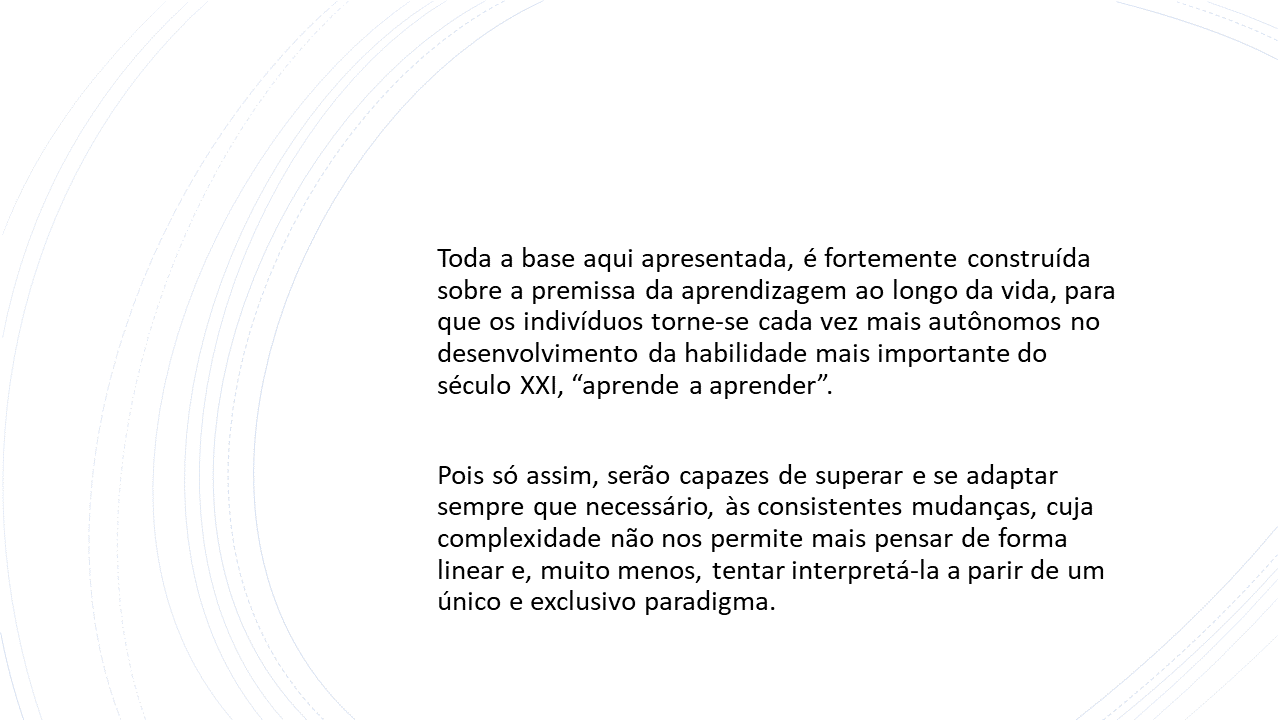 Toda a base aqui apresentada, é fortemente construída
sobre a premissa da aprendizagem ao longo da vida, para
que os indivíduos torne-se cada vez mais autônomos no
desenvolvimento da habilidade mais importante do
século XXI, “aprende a aprender”.
Pois só assim, serão capazes de superar e se adaptar
sempre que necessário, às consistentes mudanças, cuja
complexidade não nos permite mais pensar de forma
linear e, muito menos, tentar interpretá-la a parir de um
único e exclusivo paradigma.